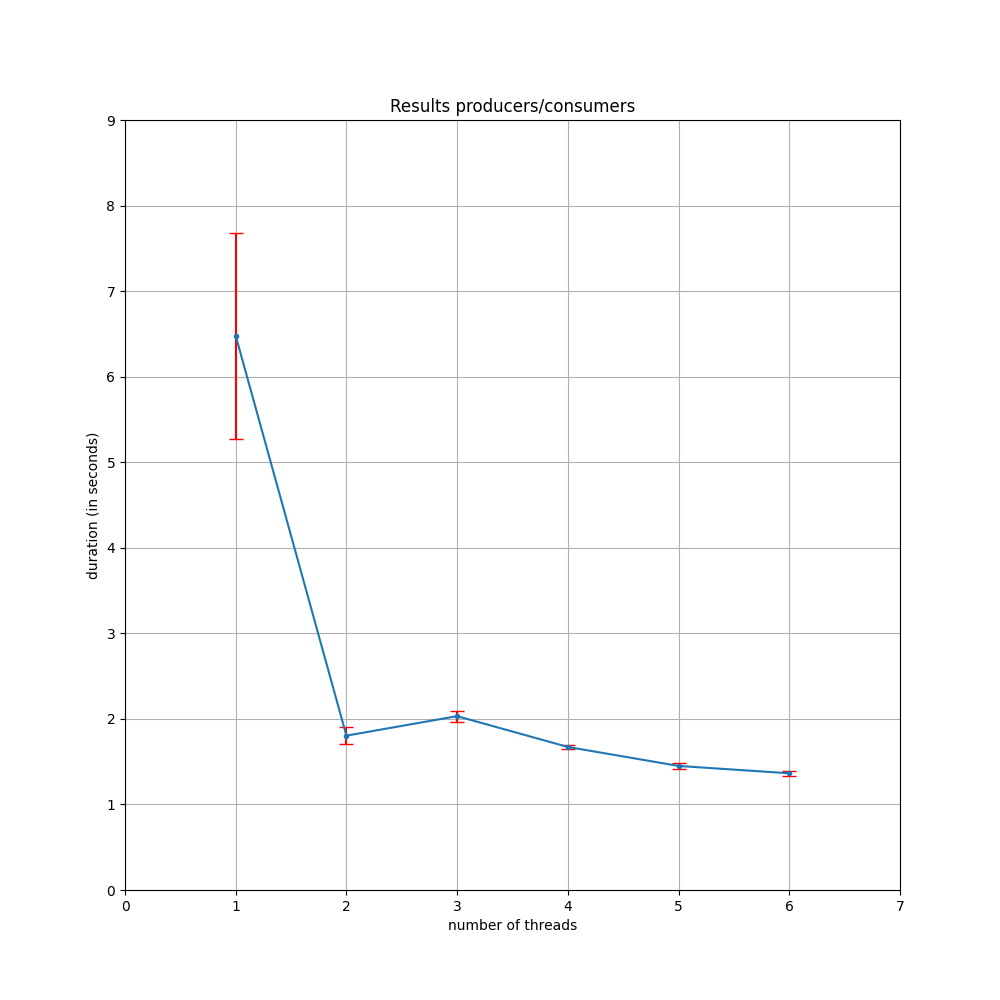 Results producers/consumers
9
8
7
6
5
4
3
2
1
0
duration (in seconds)
0 1 2 3 4 5 6 7
number of threads